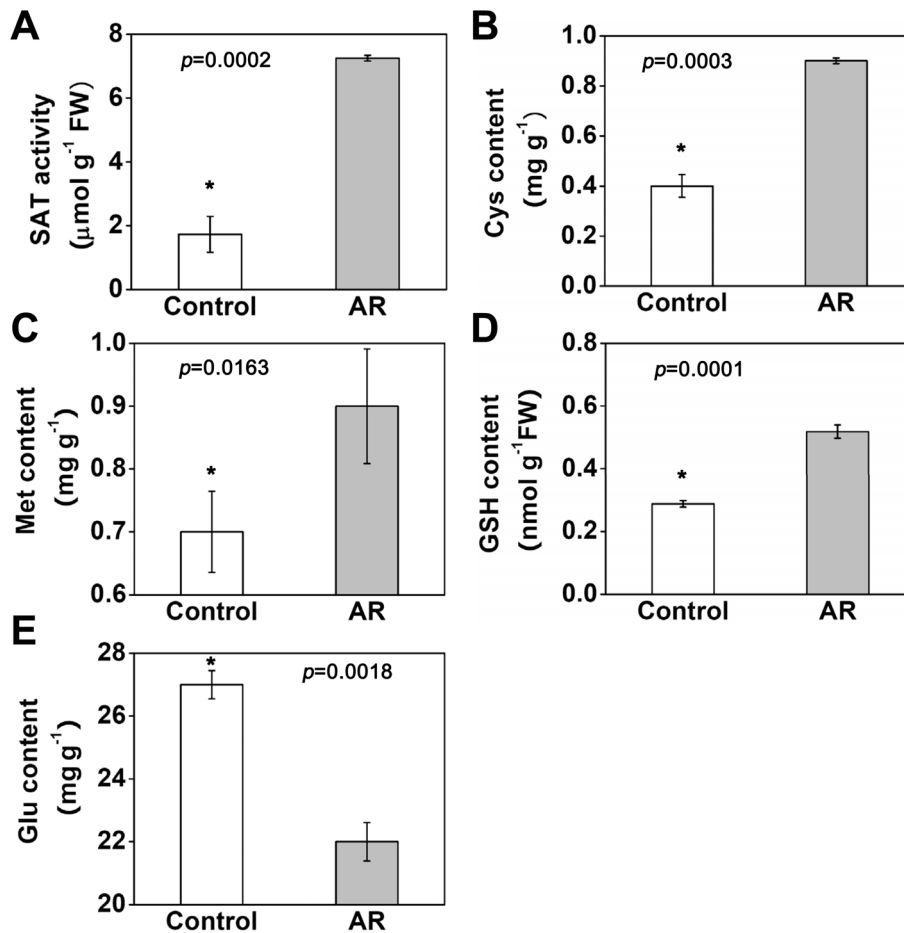 A
SAT activity
(μmol g⁻¹ FW)
8
6
4
2
0
p=0.0002
*
Control AR
B
Cys content
(mg g⁻¹)
1.0
0.8
0.6
0.4
0.2
0.0
p=0.0003
*
Control AR
C
Met content
(mg g⁻¹)
1.0
0.9
0.8
0.7
0.6
p=0.0163
*
Control AR
D
GSH content
(nmol g⁻¹FW)
0.8
0.6
0.4
0.2
0.0
p=0.0001
*
Control AR
E
Glu content
(mg g⁻¹)
28
26
24
22
20
*
p=0.0018
Control AR